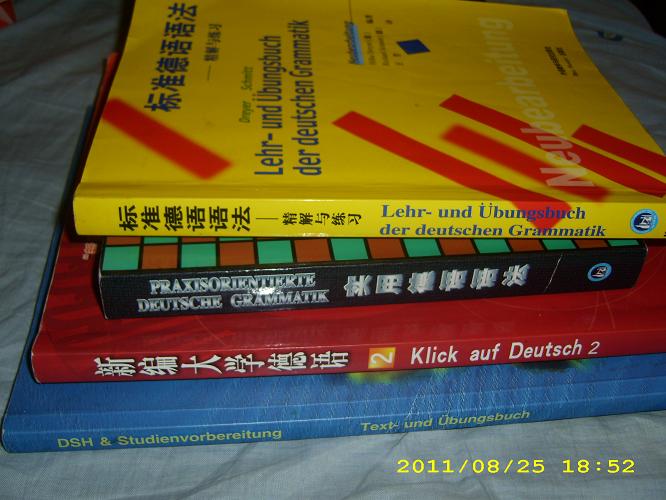 标准德语语法
—— 精解与练习
Dreyer Schmitt
Lehr- und Übungsbuch
der deutschen Grammatik
Neubearbeitung
标准德语语法 —— 精解与练习
Lehr- und Übungsbuch
der deutschen Grammatik
PRAXISORIENTIERTE
DEUTSCHE GRAMMATIK
实用德语语法
新编大学德语 2 Klick auf Deutsch 2
DSH & Studienvorbereitung Text- und Übungsbuch
2011/08/25 18:52